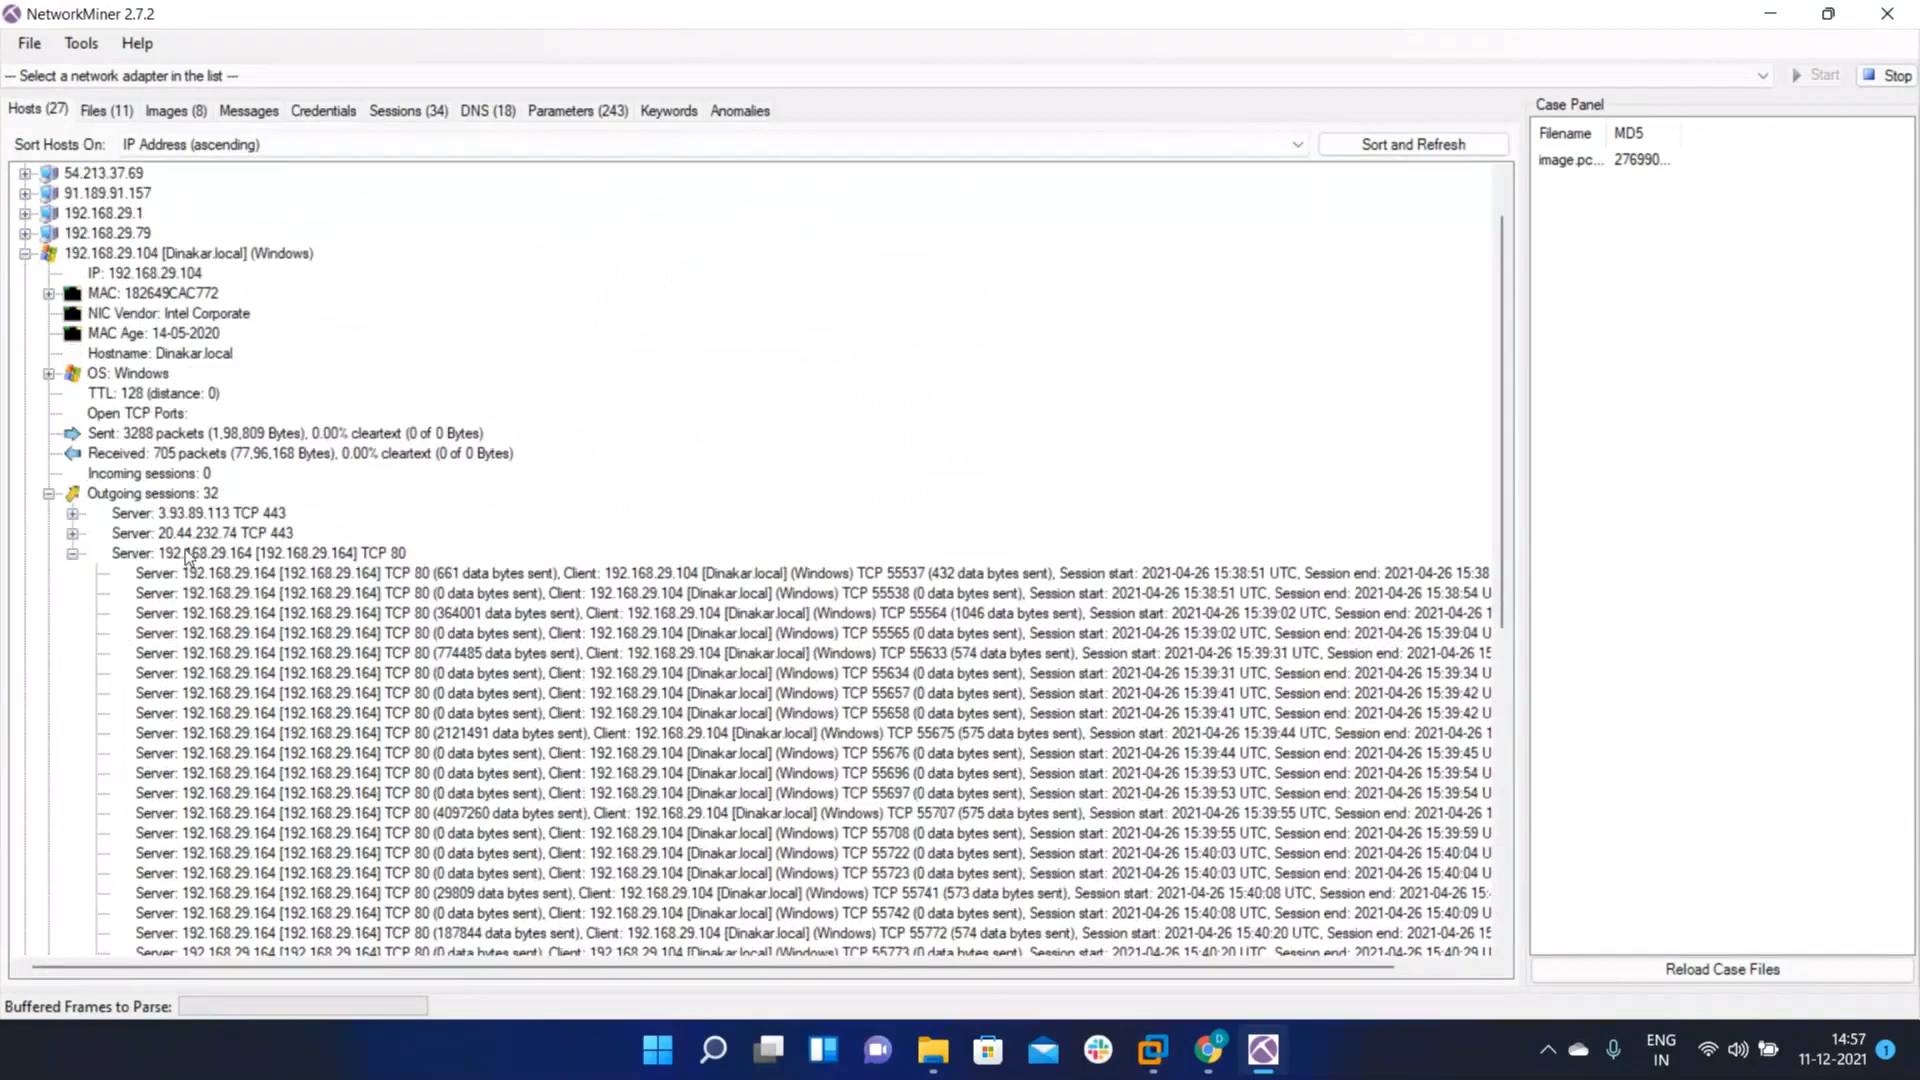 NetworkMiner 2.7.2
File Tools Help
--- Select a network adapter in the list ---
Start Stop
Hosts (27) Files (11) Images (8) Messages Credentials Sessions (34) DNS (18) Parameters (243) Keywords Anomalies
Case Panel
Sort Hosts On: IP Address (ascending) Sort and Refresh
Filename MD5
image.pc... 276990...
54.213.37.69
91.189.91.157
192.168.29.1
192.168.29.79
192.168.29.104 [Dinakar.local] (Windows)
IP: 192.168.29.104
MAC: 182649CAC772
NIC Vendor: Intel Corporate
MAC Age: 14-05-2020
Hostname: Dinakar.local
OS: Windows
TTL: 128 (distance: 0)
Open TCP Ports:
Sent: 3288 packets (1,98,809 Bytes), 0.00% cleartext (0 of 0 Bytes)
Received: 705 packets (77,96,168 Bytes), 0.00% cleartext (0 of 0 Bytes)
Incoming sessions: 0
Outgoing sessions: 32
Server: 3.93.89.113 TCP 443
Server: 20.44.232.74 TCP 443
Server: 192.168.29.164 [192.168.29.164] TCP 80
Server: 192.168.29.164 [192.168.29.164] TCP 80 (661 data bytes sent), Client: 192.168.29.104 [Dinakar.local] (Windows) TCP 55537 (432 data bytes sent), Session start: 2021-04-26 15:38:51 UTC, Session end: 2021-04-26 15:38
Server: 192.168.29.164 [192.168.29.164] TCP 80 (0 data bytes sent), Client: 192.168.29.104 [Dinakar.local] (Windows) TCP 55538 (0 data bytes sent), Session start: 2021-04-26 15:38:51 UTC, Session end: 2021-04-26 15:38:54 U
Server: 192.168.29.164 [192.168.29.164] TCP 80 (364001 data bytes sent), Client: 192.168.29.104 [Dinakar.local] (Windows) TCP 55564 (1046 data bytes sent), Session start: 2021-04-26 15:39:02 UTC, Session end: 2021-04-26 1
Server: 192.168.29.164 [192.168.29.164] TCP 80 (0 data bytes sent), Client: 192.168.29.104 [Dinakar.local] (Windows) TCP 55565 (0 data bytes sent), Session start: 2021-04-26 15:39:02 UTC, Session end: 2021-04-26 15:39:04 U
Server: 192.168.29.164 [192.168.29.164] TCP 80 (774485 data bytes sent), Client: 192.168.29.104 [Dinakar.local] (Windows) TCP 55633 (574 data bytes sent), Session start: 2021-04-26 15:39:31 UTC, Session end: 2021-04-26 15
Server: 192.168.29.164 [192.168.29.164] TCP 80 (0 data bytes sent), Client: 192.168.29.104 [Dinakar.local] (Windows) TCP 55634 (0 data bytes sent), Session start: 2021-04-26 15:39:31 UTC, Session end: 2021-04-26 15:39:34 U
Server: 192.168.29.164 [192.168.29.164] TCP 80 (0 data bytes sent), Client: 192.168.29.104 [Dinakar.local] (Windows) TCP 55657 (0 data bytes sent), Session start: 2021-04-26 15:39:41 UTC, Session end: 2021-04-26 15:39:42 U
Server: 192.168.29.164 [192.168.29.164] TCP 80 (0 data bytes sent), Client: 192.168.29.104 [Dinakar.local] (Windows) TCP 55658 (0 data bytes sent), Session start: 2021-04-26 15:39:41 UTC, Session end: 2021-04-26 15:39:42 U
Server: 192.168.29.164 [192.168.29.164] TCP 80 (2121491 data bytes sent), Client: 192.168.29.104 [Dinakar.local] (Windows) TCP 55675 (575 data bytes sent), Session start: 2021-04-26 15:39:44 UTC, Session end: 2021-04-26 1
Server: 192.168.29.164 [192.168.29.164] TCP 80 (0 data bytes sent), Client: 192.168.29.104 [Dinakar.local] (Windows) TCP 55676 (0 data bytes sent), Session start: 2021-04-26 15:39:44 UTC, Session end: 2021-04-26 15:39:45 U
Server: 192.168.29.164 [192.168.29.164] TCP 80 (0 data bytes sent), Client: 192.168.29.104 [Dinakar.local] (Windows) TCP 55696 (0 data bytes sent), Session start: 2021-04-26 15:39:53 UTC, Session end: 2021-04-26 15:39:54 U
Server: 192.168.29.164 [192.168.29.164] TCP 80 (0 data bytes sent), Client: 192.168.29.104 [Dinakar.local] (Windows) TCP 55697 (0 data bytes sent), Session start: 2021-04-26 15:39:53 UTC, Session end: 2021-04-26 15:39:54 U
Server: 192.168.29.164 [192.168.29.164] TCP 80 (4097260 data bytes sent), Client: 192.168.29.104 [Dinakar.local] (Windows) TCP 55707 (575 data bytes sent), Session start: 2021-04-26 15:39:55 UTC, Session end: 2021-04-26 1
Server: 192.168.29.164 [192.168.29.164] TCP 80 (0 data bytes sent), Client: 192.168.29.104 [Dinakar.local] (Windows) TCP 55708 (0 data bytes sent), Session start: 2021-04-26 15:39:55 UTC, Session end: 2021-04-26 15:39:59 U
Server: 192.168.29.164 [192.168.29.164] TCP 80 (0 data bytes sent), Client: 192.168.29.104 [Dinakar.local] (Windows) TCP 55722 (0 data bytes sent), Session start: 2021-04-26 15:40:03 UTC, Session end: 2021-04-26 15:40:04 U
Server: 192.168.29.164 [192.168.29.164] TCP 80 (0 data bytes sent), Client: 192.168.29.104 [Dinakar.local] (Windows) TCP 55723 (0 data bytes sent), Session start: 2021-04-26 15:40:03 UTC, Session end: 2021-04-26 15:40:04 U
Server: 192.168.29.164 [192.168.29.164] TCP 80 (29809 data bytes sent), Client: 192.168.29.104 [Dinakar.local] (Windows) TCP 55741 (573 data bytes sent), Session start: 2021-04-26 15:40:08 UTC, Session end: 2021-04-26 15:
Server: 192.168.29.164 [192.168.29.164] TCP 80 (0 data bytes sent), Client: 192.168.29.104 [Dinakar.local] (Windows) TCP 55742 (0 data bytes sent), Session start: 2021-04-26 15:40:08 UTC, Session end: 2021-04-26 15:40:09 U
Server: 192.168.29.164 [192.168.29.164] TCP 80 (187844 data bytes sent), Client: 192.168.29.104 [Dinakar.local] (Windows) TCP 55772 (574 data bytes sent), Session start: 2021-04-26 15:40:20 UTC, Session end: 2021-04-26 15
Server: 192.168.29.164 [192.168.29.164] TCP 80 (0 data bytes sent), Client: 192.168.29.104 [Dinakar.local] (Windows) TCP 55773 (0 data bytes sent), Session start: 2021-04-26 15:40:20 UTC, Session end: 2021-04-26 15:40:29 U
Reload Case Files
Buffered Frames to Parse:
ENG
IN
14:57
11-12-2021
1
D